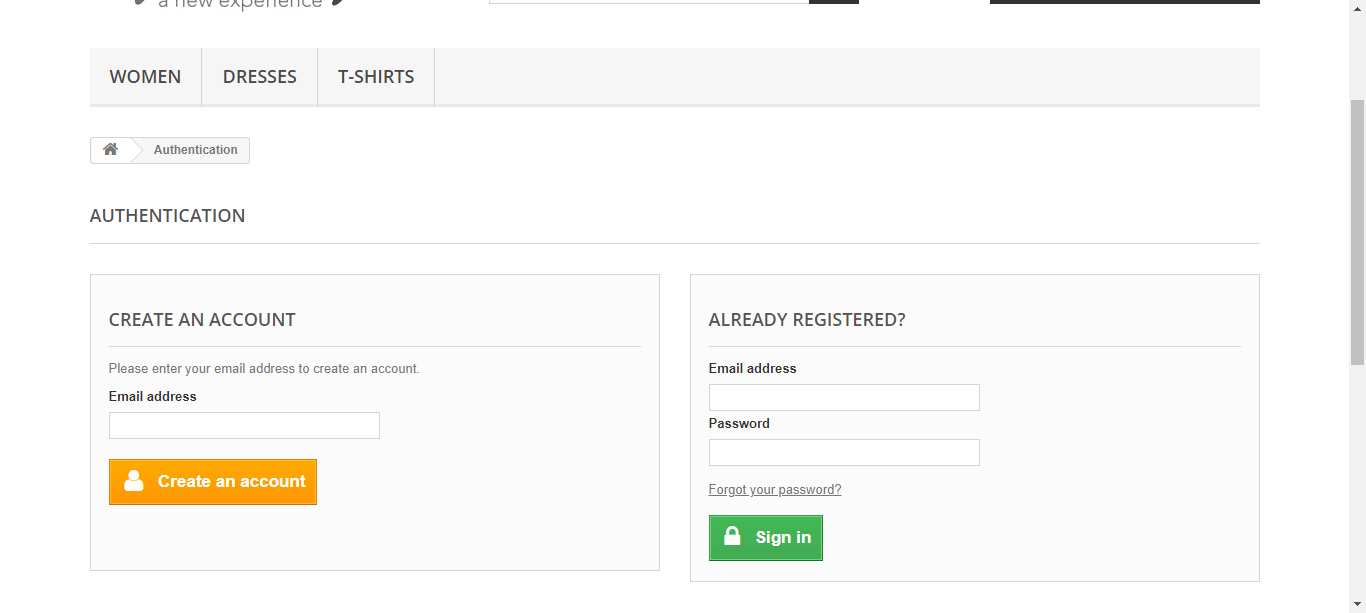 a new experience
WOMEN
DRESSES
T-SHIRTS
Authentication
AUTHENTICATION
CREATE AN ACCOUNT
Please enter your email address to create an account.
Email address
Create an account
ALREADY REGISTERED?
Email address
Password
Forgot your password?
Sign in